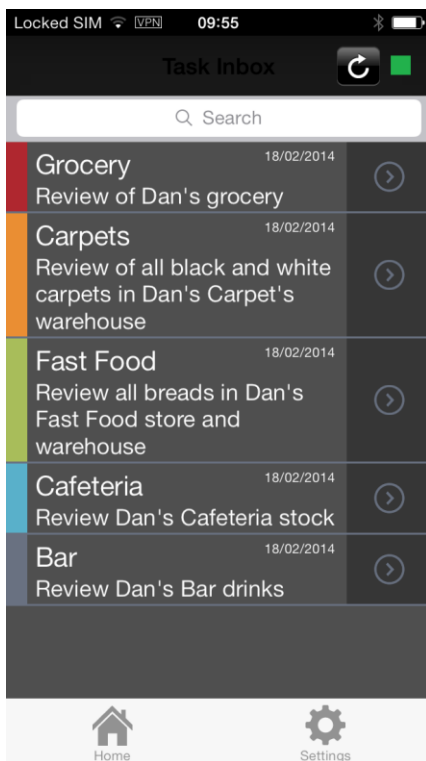 Locked SIM VPN 09:55
Task Inbox
Search
Grocery 18/02/2014
Review of Dan's grocery
Carpets 18/02/2014
Review of all black and white
carpets in Dan's Carpet's
warehouse
Fast Food 18/02/2014
Review all breads in Dan's
Fast Food store and
warehouse
Cafeteria 18/02/2014
Review Dan's Cafeteria stock
Bar 18/02/2014
Review Dan's Bar drinks
Home Settings